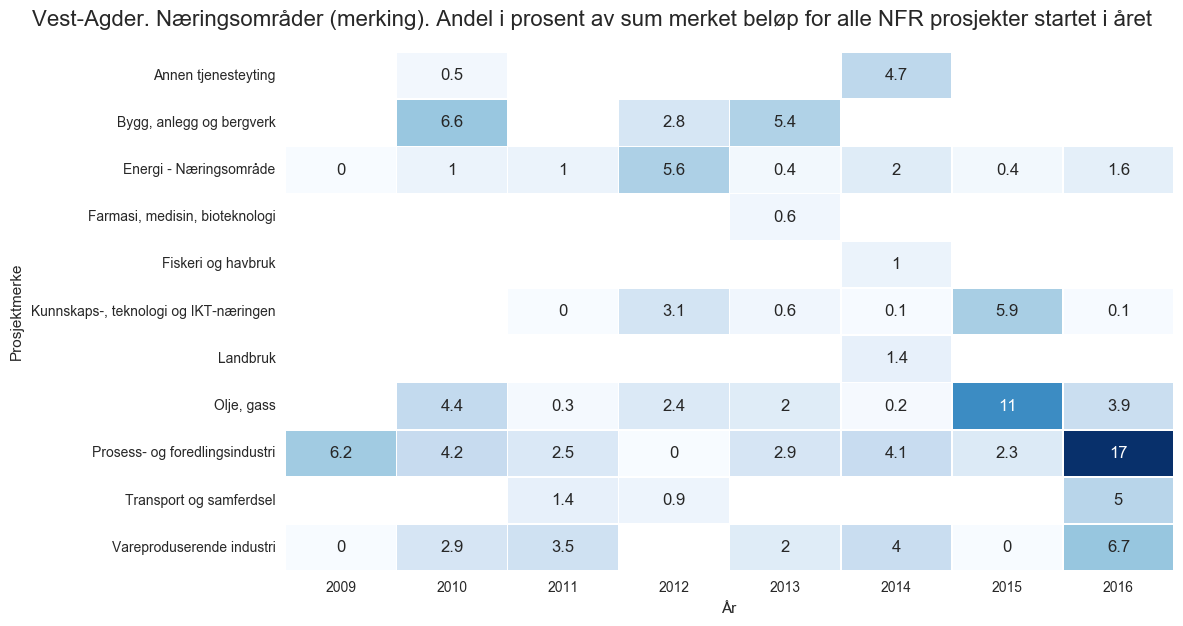 Vest-Agder. Næringsområder (merking). Andel i prosent av sum merket beløp for alle NFR prosjekter startet i året
Prosjektmerke
Annen tjenesteyting 0.5 4.7
Bygg, anlegg og bergverk 6.6 2.8 5.4
Energi - Næringsområde 0 1 1 5.6 0.4 2 0.4 1.6
Farmasi, medisin, bioteknologi 0.6
Fiskeri og havbruk 1
Kunnskaps-, teknologi og IKT-næringen 0 3.1 0.6 0.1 5.9 0.1
Landbruk 1.4
Olje, gass 4.4 0.3 2.4 2 0.2 11 3.9
Prosess- og foredlingsindustri 6.2 4.2 2.5 0 2.9 4.1 2.3 17
Transport og samferdsel 1.4 0.9 5
Vareproduserende industri 0 2.9 3.5 2 4 0 6.7
2009 2010 2011 2012 2013 2014 2015 2016
År